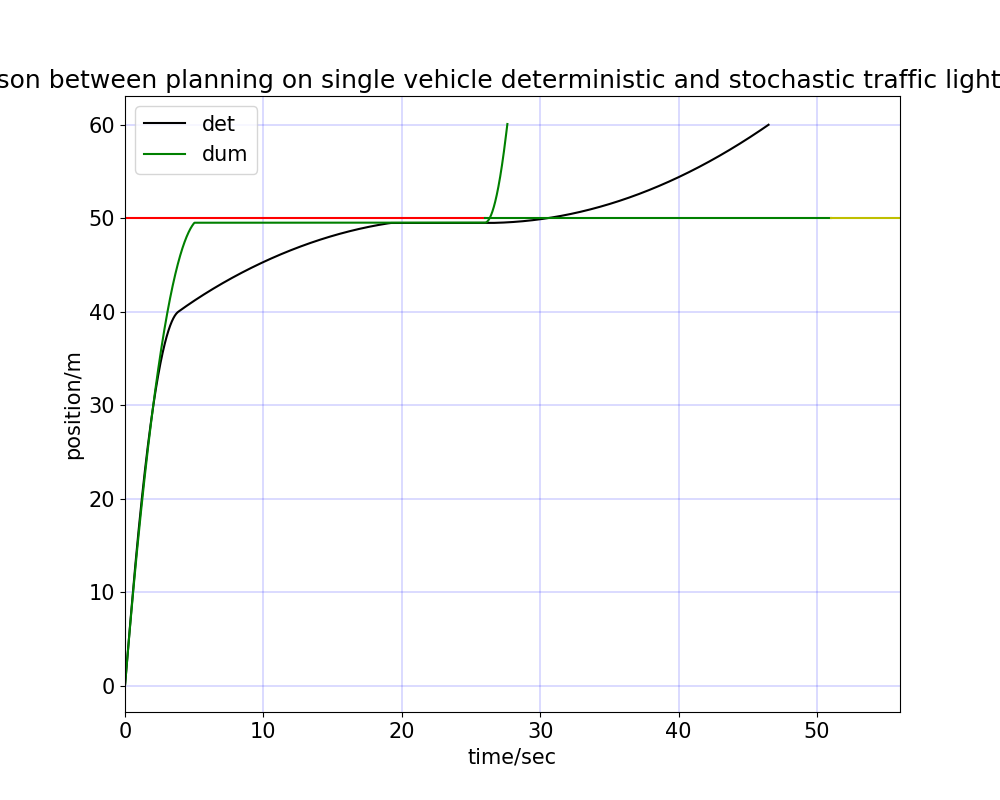 son between planning on single vehicle deterministic and stochastic traffic light
det
dum
60
50
40
30
20
10
0
position/m
0 10 20 30 40 50
time/sec